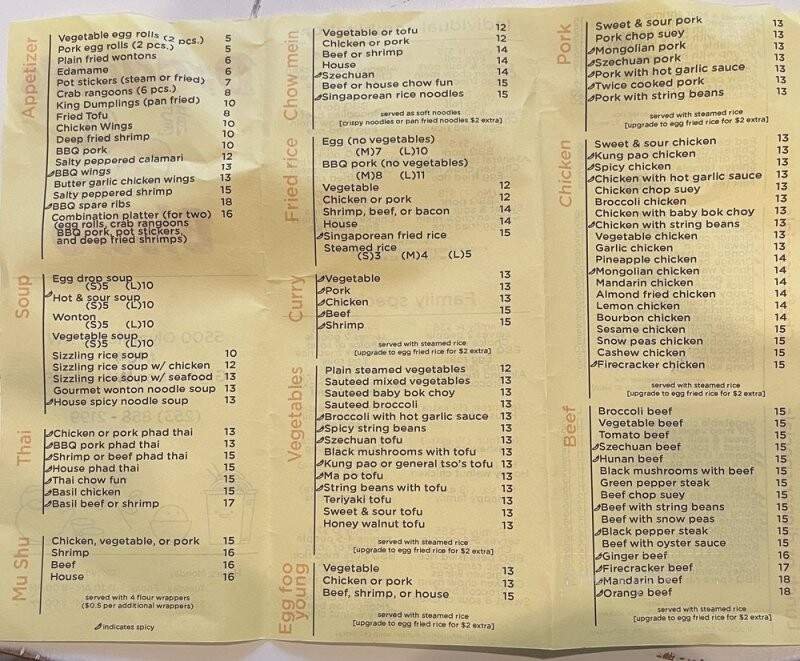 Appetizer
Vegetable egg rolls (2 pcs.) 5
Pork egg rolls (2 pcs.) 5
Plain fried wontons 6
Edamame 6
Pot stickers (steam or fried) 7
Crab rangoons (6 pcs.) 8
King Dumplings (pan fried) 10
Fried Tofu 8
Chicken Wings 10
Deep fried shrimp 10
BBQ pork 10
Salty peppered calamari 12
BBQ wings 13
Butter garlic chicken wings 13
Salty peppered shrimp 15
BBQ spare ribs 18
Combination platter (for two) 16
(egg rolls, crab rangoons
BBQ pork, pot stickers,
and deep fried shrimps)
Soup
Egg drop soup
(S)5 (L)10
Hot & sour soup
(S)5 (L)10
Wonton
(S)5 (L)10
Vegetable soup
(S)5 (L)10
Sizzling rice soup 10
Sizzling rice soup w/ chicken 12
Sizzling rice soup w/ seafood 13
Gourmet wonton noodle soup 13
House spicy noodle soup 13
Thai
Chicken or pork phad thai 13
BBQ pork phad thai 13
Shrimp or beef phad thai 15
House phad thai 15
Thai chow fun 15
Basil chicken 15
Basil beef or shrimp 17
Mu Shu
Chicken, vegetable, or pork 15
Shrimp 16
Beef 16
House 16
served with 4 flour wrappers
($0.5 per additional wrappers)
indicates spicy
Chow mein
Vegetable or tofu 12
Chicken or pork 12
Beef or shrimp 14
House 14
Szechuan 14
Beef or house chow fun 15
Singaporean rice noodles 15
served as soft noodles
[crispy noodles or pan fried noodles $2 extra]
Fried rice
Egg (no vegetables)
(M)7 (L)10
BBQ pork (no vegetables)
(M)8 (L)11
Vegetable 12
Chicken or pork 12
Shrimp, beef, or bacon 14
House 14
Singaporean fried rice 15
Steamed rice
(S)3 (M)4 (L)5
Curry
Vegetable 13
Pork 13
Chicken 13
Beef 15
Shrimp 15
served with steamed rice
[upgrade to egg fried rice for $2 extra]
Vegetables
Plain steamed vegetables 12
Sauteed mixed vegetables 13
Sauteed baby bok choy 13
Sauteed broccoli 13
Broccoli with hot garlic sauce 13
Spicy string beans 13
Szechuan tofu 13
Black mushrooms with tofu 13
Kung pao or general tso's tofu 13
Ma po tofu 13
String beans with tofu 13
Teriyaki tofu 13
Sweet & sour tofu 13
Honey walnut tofu 13
served with steamed rice
[upgrade to egg fried rice for $2 extra]
Egg foo young
Vegetable 13
Chicken or pork 13
Beef, shrimp, or house 15
served with steamed rice
[upgrade to egg fried rice for $2 extra]
Pork
Sweet & sour pork 13
Pork chop suey 13
Mongolian pork 13
Szechuan pork 13
Pork with hot garlic sauce 13
Twice cooked pork 13
Pork with string beans 13
served with steamed rice
[upgrade to egg fried rice for $2 extra]
Chicken
Sweet & sour chicken 13
Kung pao chicken 13
Spicy chicken 13
Chicken with hot garlic sauce 13
Chicken chop suey 13
Broccoli chicken 13
Chicken with baby bok choy 13
Chicken with string beans 13
Vegetable chicken 13
Garlic chicken 13
Pineapple chicken 14
Mongolian chicken 14
Mandarin chicken 14
Almond fried chicken 14
Lemon chicken 14
Bourbon chicken 14
Sesame chicken 15
Snow peas chicken 15
Cashew chicken 15
Firecracker chicken 15
served with steamed rice
[upgrade to egg fried rice for $2 extra]
Beef
Broccoli beef 15
Vegetable beef 15
Tomato beef 15
Szechuan beef 15
Hunan beef 15
Black mushrooms with beef 15
Green pepper steak 15
Beef chop suey 15
Beef with string beans 15
Beef with snow peas 15
Black pepper steak 15
Beef with oyster sauce 15
Ginger beef 16
Firecracker beef 17
Mandarin beef 18
Orange beef 18
served with steamed rice
[upgrade to egg fried rice for $2 extra]